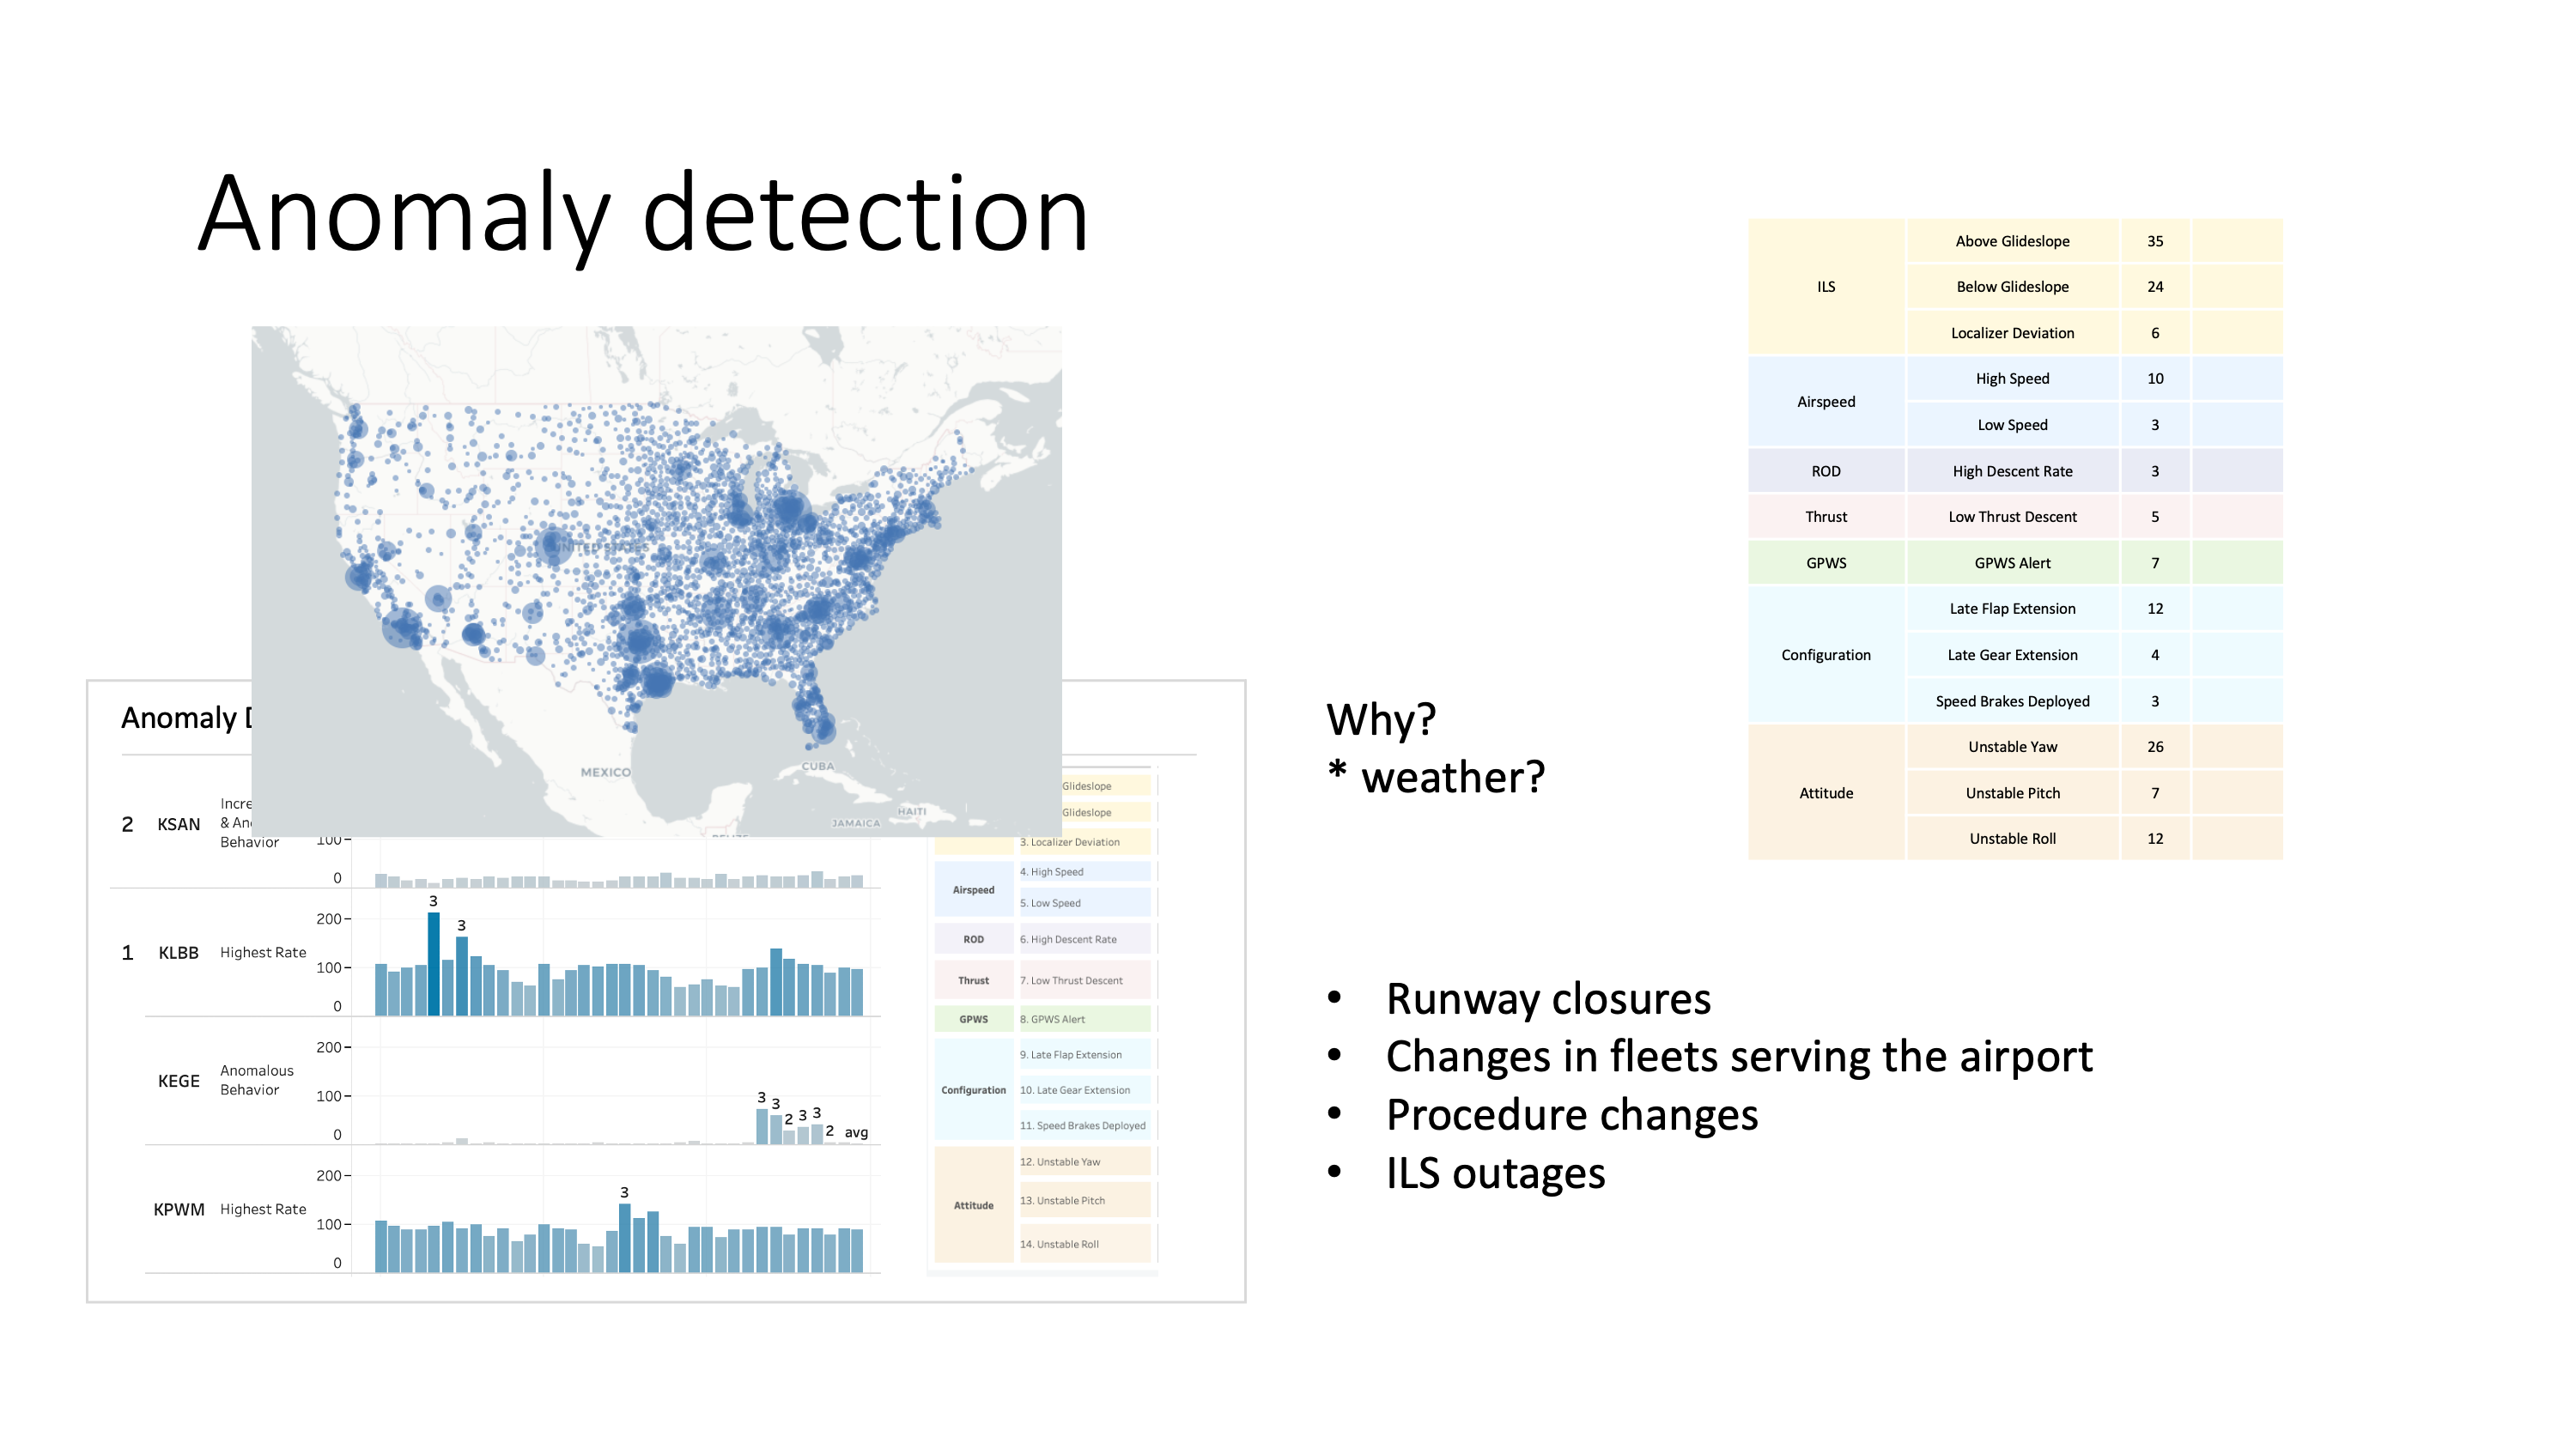 Anomaly detection
ILS
Above Glideslope 35
Below Glideslope 24
Localizer Deviation 6
Airspeed
High Speed 10
Low Speed 3
ROD High Descent Rate 3
Thrust Low Thrust Descent 5
GPWS GPWS Alert 7
Configuration
Late Flap Extension 12
Late Gear Extension 4
Speed Brakes Deployed 3
Attitude
Unstable Yaw 26
Unstable Pitch 7
Unstable Roll 12
UNITED STATES
MEXICO
CUBA
HAITI
JAMAICA
Anomaly
2 KSAN
Behavior
100
0
1 KLBB Highest Rate
200
100
0
3
3
KEGE
Anomalous
Behavior
200
100
0
3 3 2 3 3 2 avg
KPWM Highest Rate
200
100
0
3
Glideslope
Glideslope
3. Localizer Deviation
Airspeed
4. High Speed
5. Low Speed
ROD 6. High Descent Rate
Thrust 7. Low Thrust Descent
GPWS 8. GPWS Alert
Configuration
9. Late Flap Extension
10. Late Gear Extension
11. Speed Brakes Deployed
Attitude
12. Unstable Yaw
13. Unstable Pitch
14. Unstable Roll
Why?
* weather?
• Runway closures
• Changes in fleets serving the airport
• Procedure changes
• ILS outages